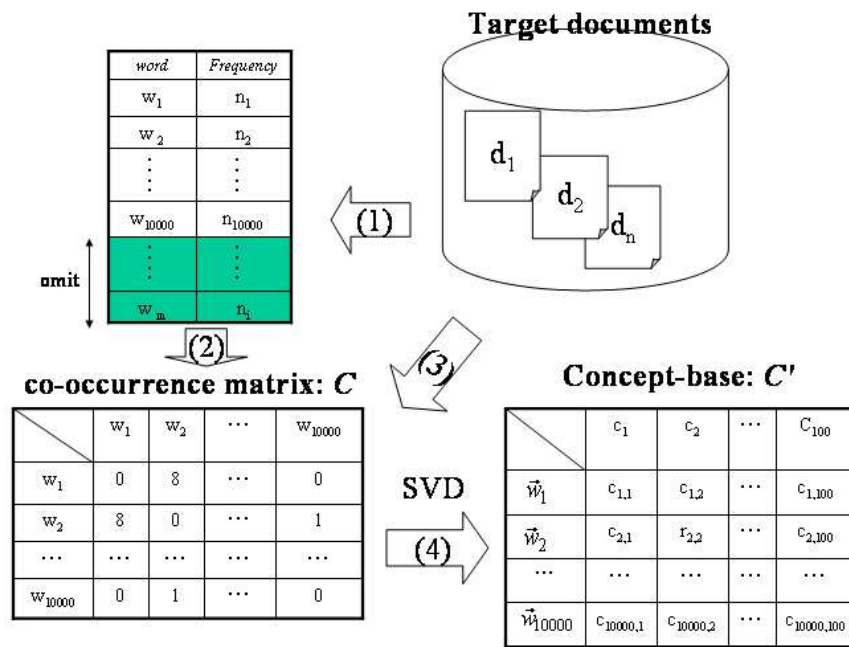 Target documents
word Frequency
w₁ n₁
w₂ n₂
⋮ ⋮
w₁₀₀₀₀ n₁₀₀₀₀
⋮ ⋮
wₘ nᵢ
omit
d₁
d₂
dₙ
(1)
(2)
(3)
co-occurrence matrix: C
w₁ w₂ ⋯ w₁₀₀₀₀
w₁ 0 8 ⋯ 0
w₂ 8 0 ⋯ 1
⋯ ⋯ ⋯ ⋯ ⋯
w₁₀₀₀₀ 0 1 ⋯ 0
SVD
(4)
Concept-base: C'
c₁ c₂ ⋯ C₁₀₀
w⃗₁ c₁,₁ c₁,₂ ⋯ c₁,₁₀₀
w⃗₂ c₂,₁ r₂,₂ ⋯ c₂,₁₀₀
⋯ ⋯ ⋯ ⋯ ⋯
w⃗₁₀₀₀₀ c₁₀₀₀₀,₁ c₁₀₀₀₀,₂ ⋯ c₁₀₀₀₀,₁₀₀